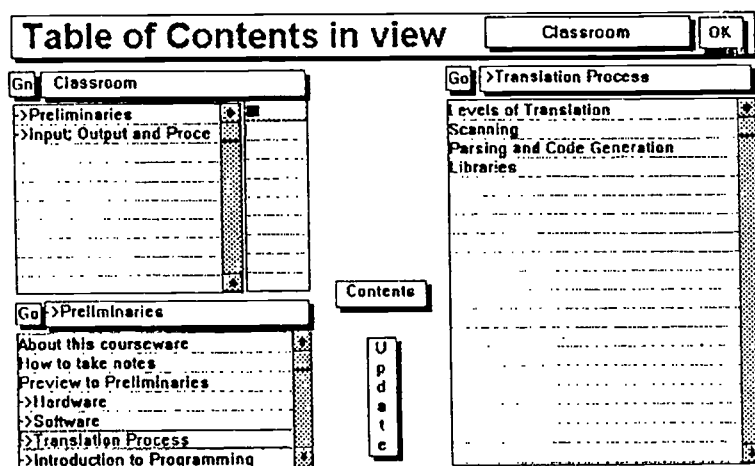 Table of Contents in view
Classroom
OK
Go Classroom
->Preliminaries
->Input; Output and Proce
Go >Preliminaries
About this courseware
How to take notes
Preview to Preliminaries
->Hardware
->Software
->Translation Process
->Introduction to Programming
Contents
Update
Go >Translation Process
Levels of Translation
Scanning
Parsing and Code Generation
Libraries